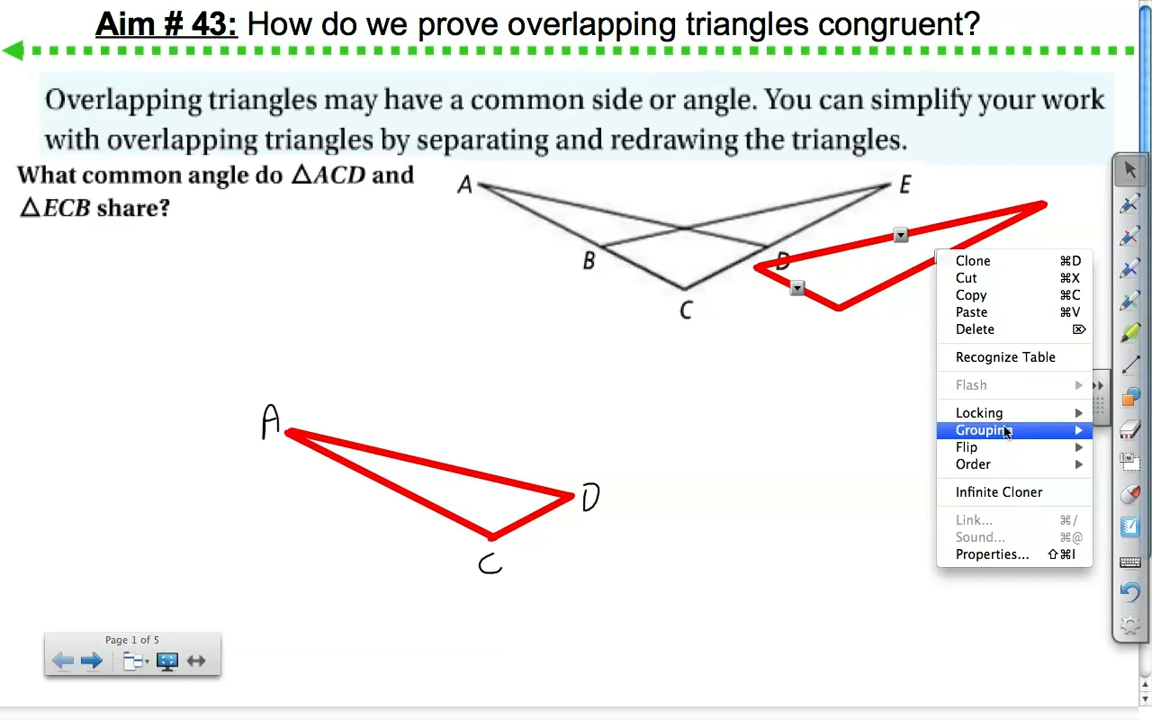 Aim # 43: How do we prove overlapping triangles congruent?
Overlapping triangles may have a common side or angle. You can simplify your work
with overlapping triangles by separating and redrawing the triangles.
What common angle do △ACD and
△ECB share?
A
E
B
D
C
Clone ⌘D
Cut ⌘X
Copy ⌘C
Paste ⌘V
Delete ⌦
Recognize Table
Flash
Locking
Grouping
Flip
Order
Infinite Cloner
Link... ⌘/
Sound... ⌘@
Properties... ⇧⌘I
A
D
C
Page 1 of 5